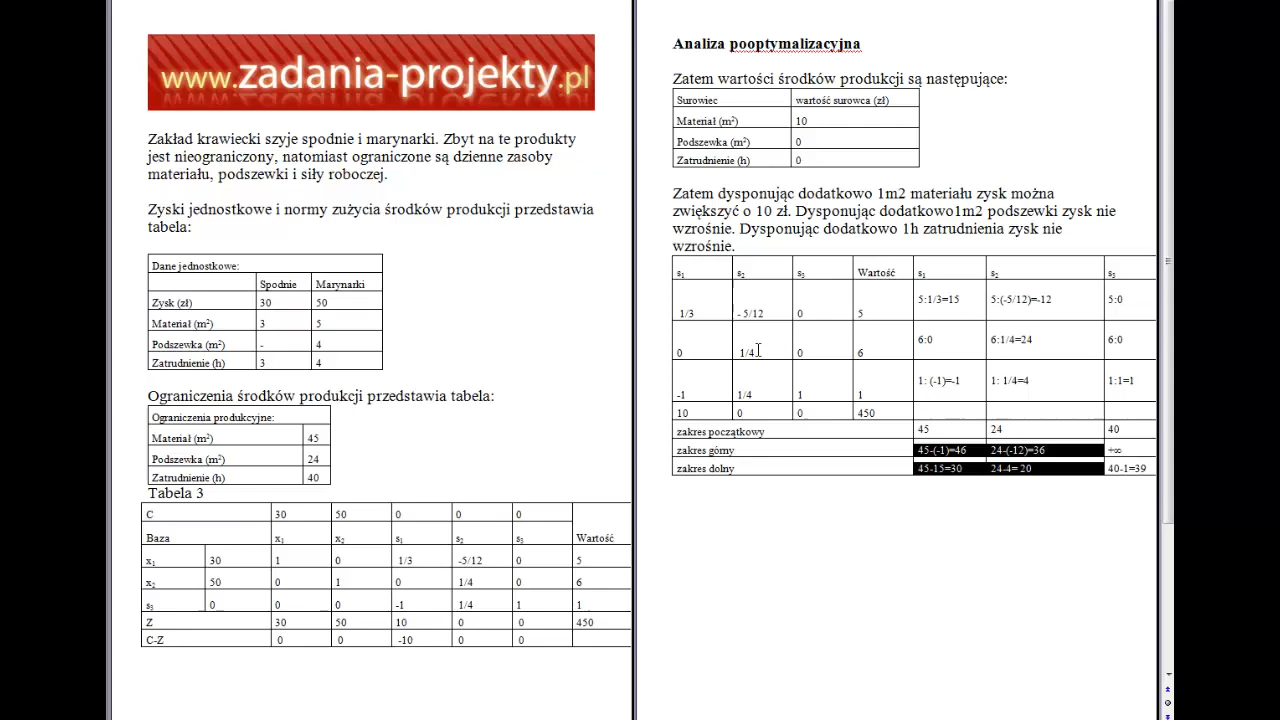 www.zadania-projekty.pl
Zakład krawiecki szyje spodnie i marynarki. Zbyt na te produkty
jest nieograniczony, natomiast ograniczone są dzienne zasoby
materiału, podszewki i siły roboczej.
Zyski jednostkowe i normy zużycia środków produkcji przedstawia
tabela:
Dane jednostkowe:
Spodnie Marynarki
Zysk (zł) 30 50
Materiał (m²) 3 5
Podszewka (m²) - 4
Zatrudnienie (h) 3 4
Ograniczenia środków produkcji przedstawia tabela:
Ograniczenia produkcyjne:
Materiał (m²) 45
Podszewka (m²) 24
Zatrudnienie (h) 40
Tabela 3
C 30 50 0 0 0
Baza x₁ x₂ s₁ s₂ s₃ Wartość
x₁ 30 1 0 1/3 -5/12 0 5
x₂ 50 0 1 0 1/4 0 6
s₃ 0 0 0 -1 1/4 1 1
Z 30 50 10 0 0 450
C-Z 0 0 -10 0 0
Analiza pooptymalizacyjna
Zatem wartości środków produkcji są następujące:
Surowiec wartość surowca (zł)
Materiał (m²) 10
Podszewka (m²) 0
Zatrudnienie (h) 0
Zatem dysponując dodatkowo 1m2 materiału zysk można
zwiększyć o 10 zł. Dysponując dodatkowo1m2 podszewki zysk nie
wzrośnie. Dysponując dodatkowo 1h zatrudnienia zysk nie
wzrośnie.
s₁ s₂ s₃ Wartość s₁ s₂ s₃
1/3 - 5/12 0 5 5:1/3=15 5:(-5/12)=-12 5:0
0 1/4 0 6 6:0 6:1/4=24 6:0
-1 1/4 1 1 1: (-1)=-1 1: 1/4=4 1:1=1
10 0 0 450
zakres początkowy 45 24 40
zakres górny 45-(-1)=46 24-(-12)=36 +∞
zakres dolny 45-15=30 24-4= 20 40-1=39